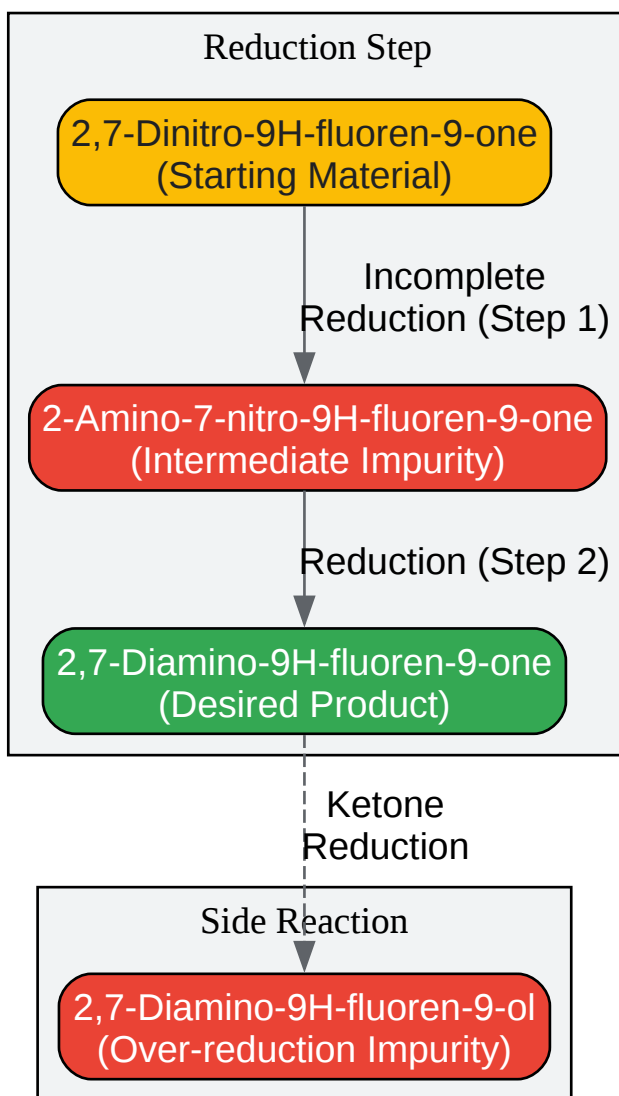 Reduction Step
2,7-Dinitro-9H-fluoren-9-one
(Starting Material)
Incomplete
Reduction (Step 1)
2-Amino-7-nitro-9H-fluoren-9-one
(Intermediate Impurity)
Reduction (Step 2)
2,7-Diamino-9H-fluoren-9-one
(Desired Product)
Ketone
Reduction
Side Reaction
2,7-Diamino-9H-fluoren-9-ol
(Over-reduction Impurity)